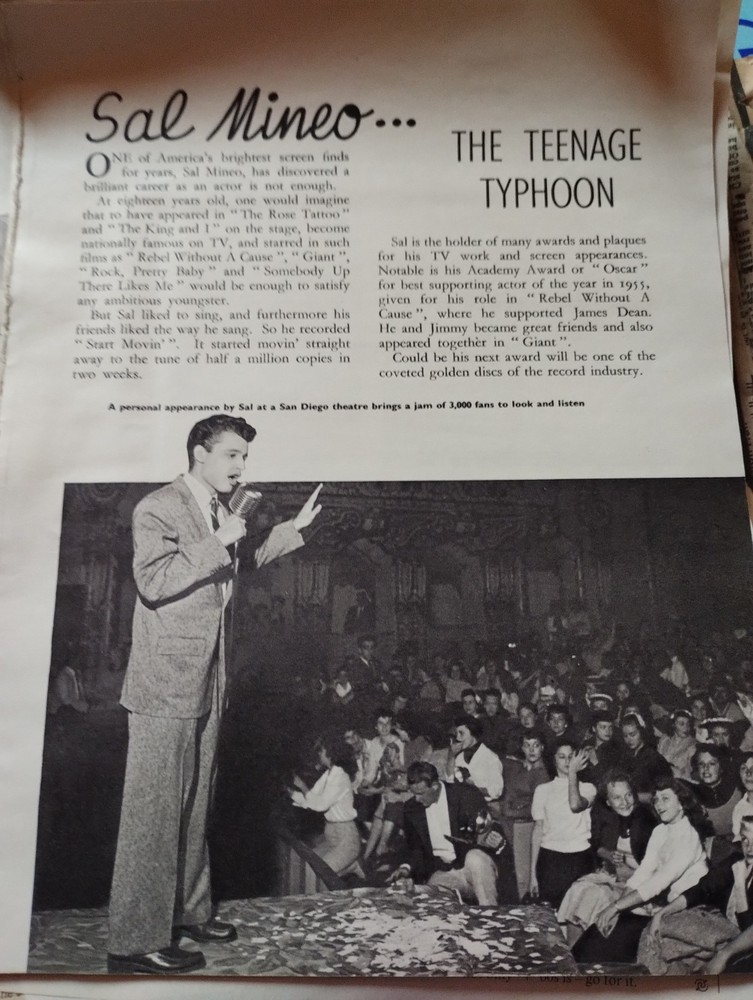 Sal Mineo...
THE TEENAGE
TYPHOON
ONE of America's brightest screen finds
for years, Sal Mineo, has discovered a
brilliant career as an actor is not enough.
At eighteen years old, one would imagine
that to have appeared in " The Rose Tattoo "
and " The King and I " on the stage, become
nationally famous on TV, and starred in such
films as " Rebel Without A Cause ", " Giant ",
" Rock, Pretty Baby " and " Somebody Up
There Likes Me " would be enough to satisfy
any ambitious youngster.
But Sal liked to sing, and furthermore his
friends liked the way he sang. So he recorded
" Start Movin' ". It started movin' straight
away to the tune of half a million copies in
two weeks.
Sal is the holder of many awards and plaques
for his TV work and screen appearances.
Notable is his Academy Award or " Oscar "
for best supporting actor of the year in 1955,
given for his role in " Rebel Without A
Cause ", where he supported James Dean.
He and Jimmy became great friends and also
appeared together in " Giant ".
Could be his next award will be one of the
coveted golden discs of the record industry.
A personal appearance by Sal at a San Diego theatre brings a jam of 3,000 fans to look and listen
go for it.